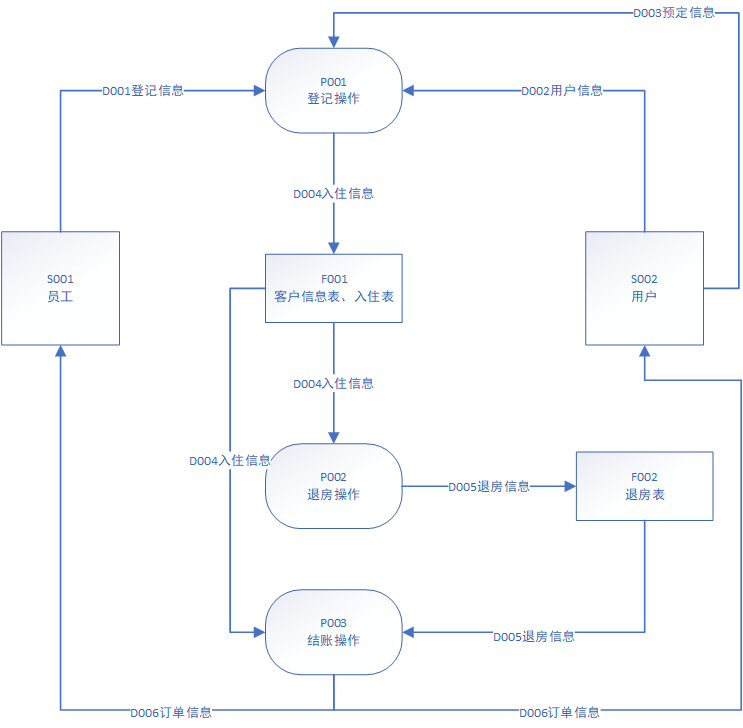 D003预定信息
P001
登记操作
D001登记信息
D002用户信息
D004入住信息
S001
员工
F001
客户信息表、入住表
S002
用户
D004入住信息
D004入住信息
P002
退房操作
D005退房信息
F002
退房表
P003
结账操作
D005退房信息
D006订单信息
D006订单信息